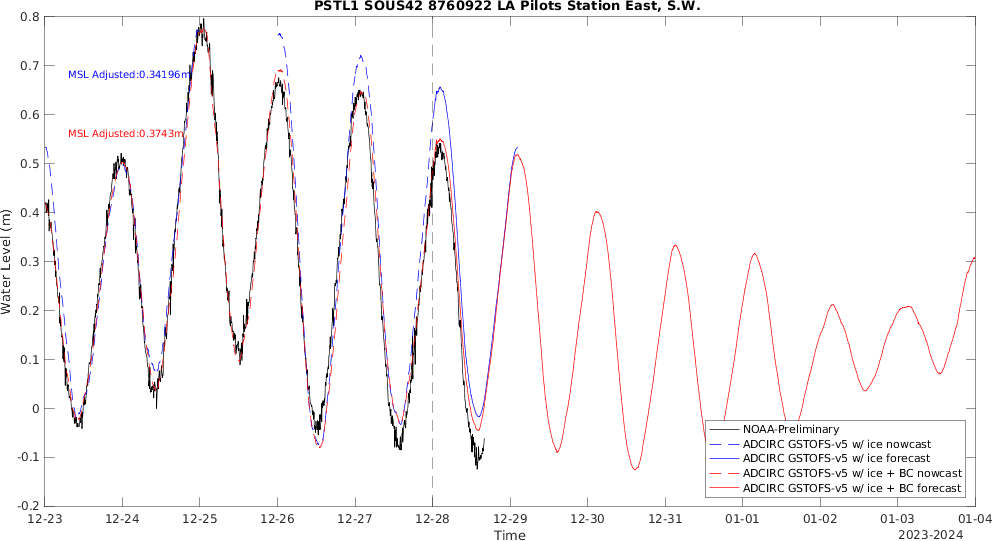 PSTL1 SOUS42 8760922 LA Pilots Station East, S.W.
0.8
0.7
0.6
0.5
0.4
0.3
0.2
0.1
0
-0.1
-0.2
Water Level (m)
MSL Adjusted:0.34196m
MSL Adjusted:0.3743m
NOAA-Preliminary
ADCIRC GSTOFS-v5 w/ ice nowcast
ADCIRC GSTOFS-v5 w/ ice forecast
ADCIRC GSTOFS-v5 w/ ice + BC nowcast
ADCIRC GSTOFS-v5 w/ ice + BC forecast
12-23 12-24 12-25 12-26 12-27 12-28 12-29 12-30 12-31 01-01 01-02 01-03 01-04
Time
2023-2024